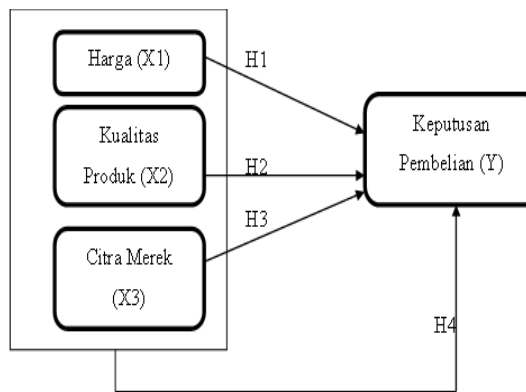 Harga (X1)
H1
Kualitas
Produk (X2)
H2
Keputusan
Pembelian (Y)
H3
Citra Merek
(X3)
H4